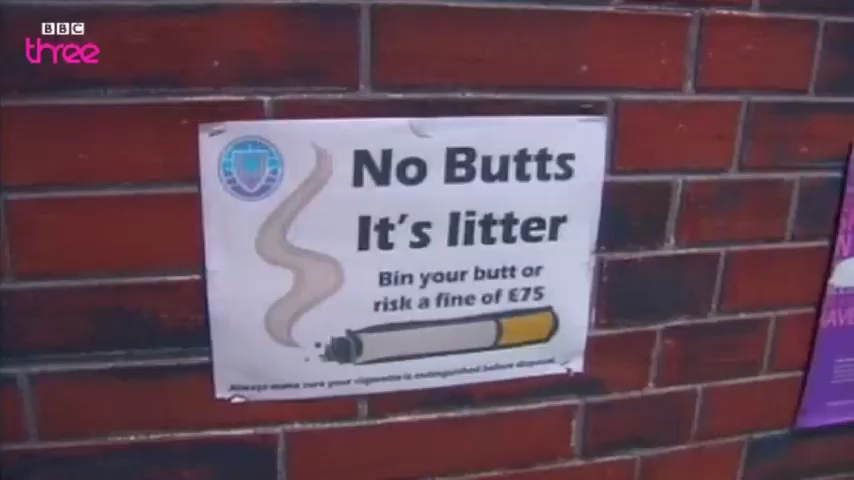 BBC
three
No Butts
It's litter
Bin your butt or
risk a fine of £75
Always make sure your cigarette is extinguished before disposal